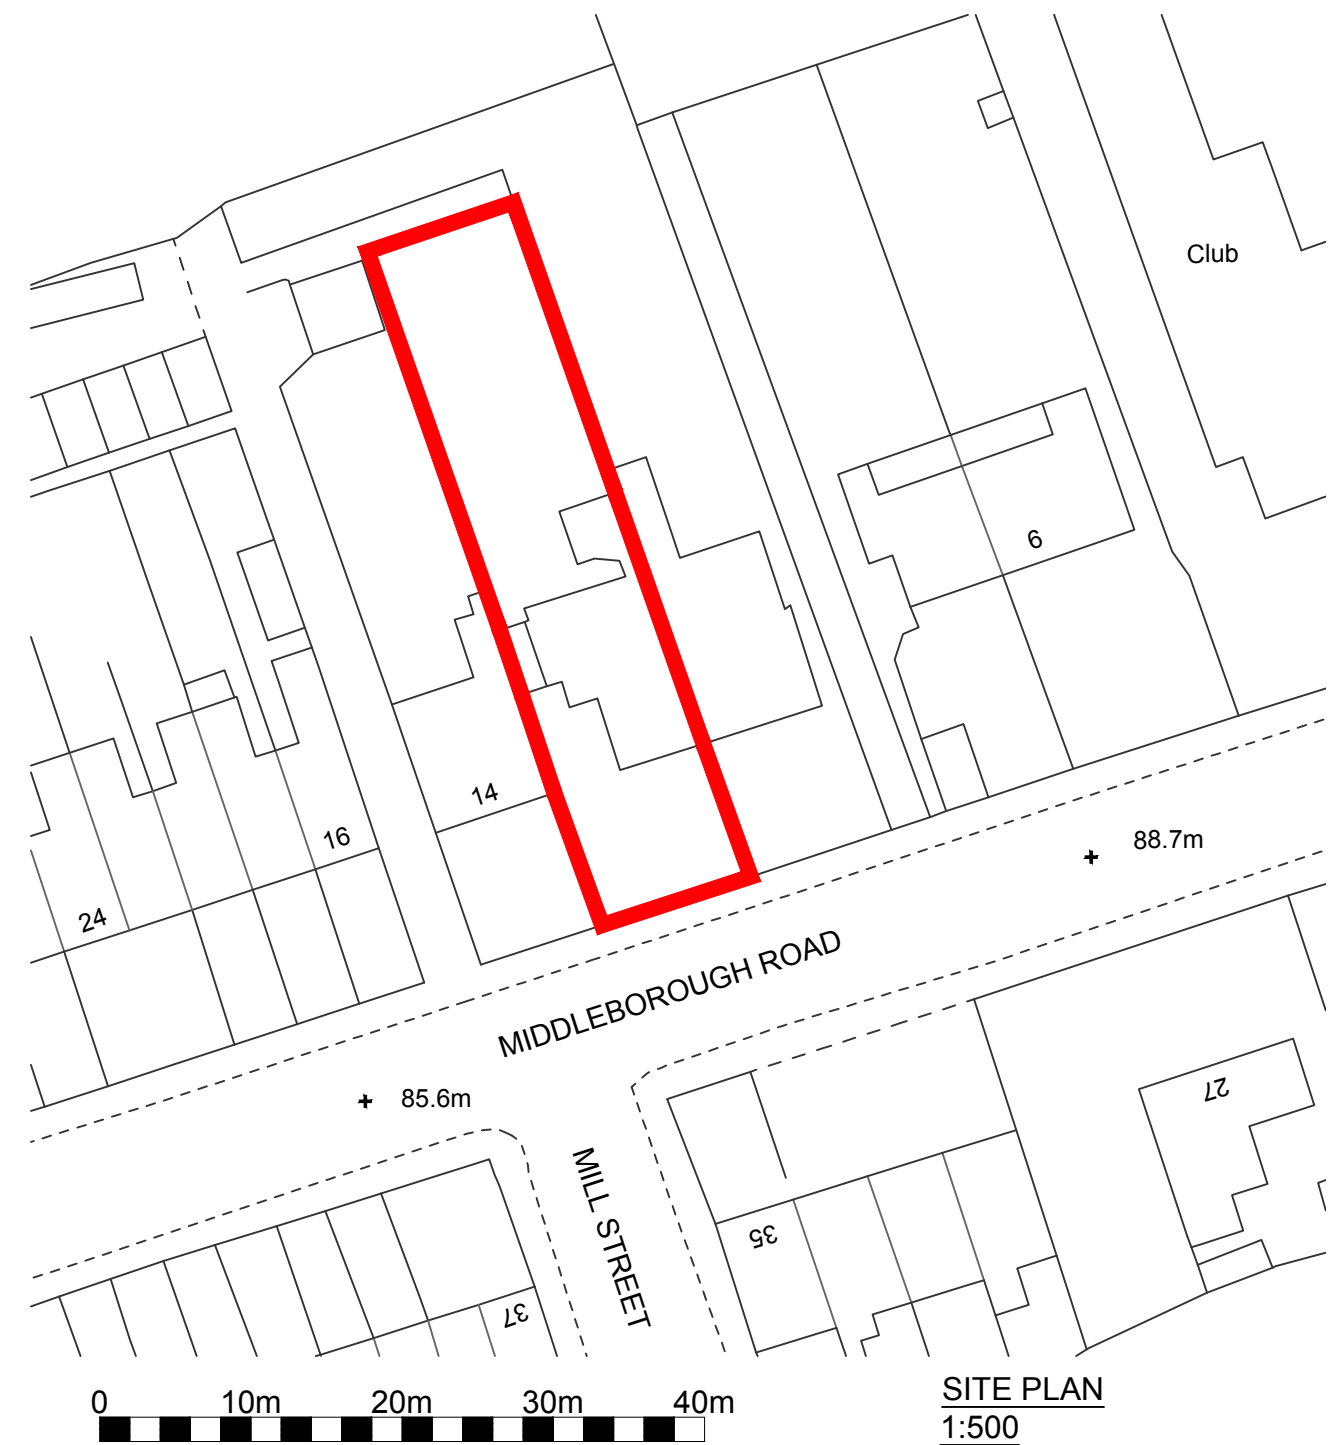 Club
6
14
16
24
88.7m
MIDDLEBOROUGH ROAD
85.6m
27
MILL STREET
35
37
0 10m 20m 30m 40m
SITE PLAN
1:500